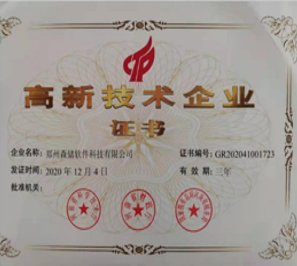 高新技术企业
证书
企业名称：郑州森储软件科技有限公司 证书编号：GR202041001723
发证时间：2020年12月4日 有效期：三年
批准机关：